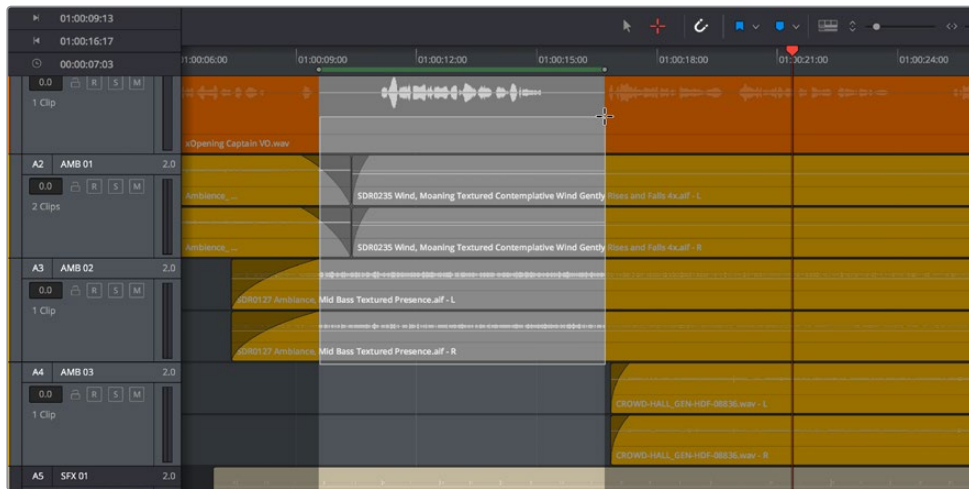 01:00:09:13
01:00:16:17
01:00:07:03
01:00:06:00 01:00:09:00 01:00:12:00 01:00:15:00 01:00:18:00 01:00:21:00 01:00:24:00
0.0 R S M
1 Clip
xOpening Captain VO.wav
A2 AMB 01 2.0
0.0 R S M
2 Clips
Ambience_ ...
SDR0235 Wind, Moaning Textured Contemplative Wind Gently Rises and Falls 4x.aif - L
Ambience_ ...
SDR0235 Wind, Moaning Textured Contemplative Wind Gently Rises and Falls 4x.aif - R
A3 AMB 02 2.0
0.0 R S M
1 Clip
SDR0127 Ambiance, Mid Bass Textured Presence.aif - L
SDR0127 Ambiance, Mid Bass Textured Presence.aif - R
A4 AMB 03 2.0
0.0 R S M
1 Clip
CROWD-HALL_GEN-HDF-08836.wav - L
CROWD-HALL_GEN-HDF-08836.wav - R
A5 SFX 01 2.0